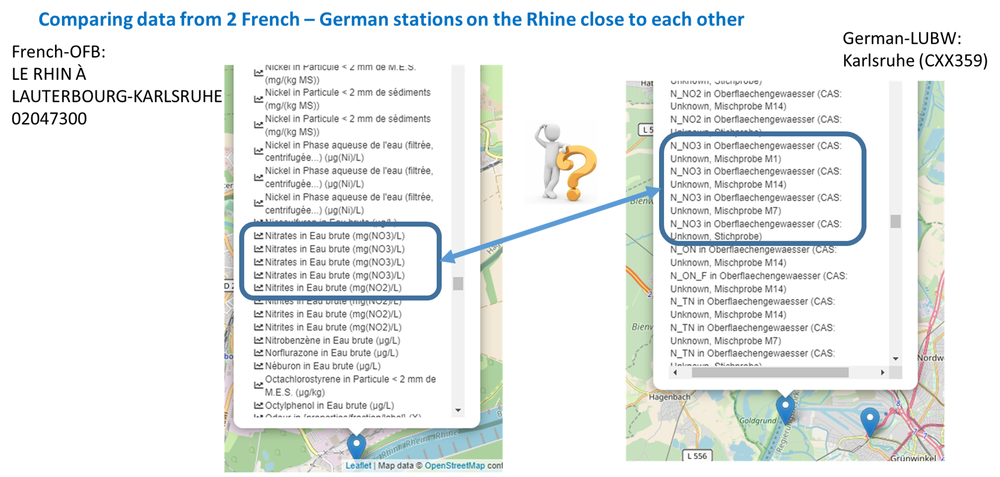 Comparing data from 2 French – German stations on the Rhine close to each other
French-OFB:
LE RHIN À
LAUTERBOURG-KARLSRUHE
02047300
German-LUBW:
Karlsruhe (CXX359)
Nickel in Particule < 2 mm de M.E.S.
(mg/(kg MS))
Nickel in Particule < 2 mm de sédiments
(mg/(kg MS))
Nickel in Particule < 2 mm de sédiments
(mg/(kg MS))
Nickel in Phase aqueuse de l'eau (filtrée,
centrifugée...) (µg(Ni)/L)
Nickel in Phase aqueuse de l'eau (filtrée,
centrifugée...) (µg(Ni)/L)
Nickel in Phase aqueuse de l'eau (filtrée,
centrifugée...) (µg(Ni)/L)
Nicosulfuron in Eau brute (µg/L)
Nitrates in Eau brute (mg(NO3)/L)
Nitrates in Eau brute (mg(NO3)/L)
Nitrates in Eau brute (mg(NO3)/L)
Nitrates in Eau brute (mg(NO3)/L)
Nitrites in Eau brute (mg(NO2)/L)
Nitrites in Eau brute (mg(NO2)/L)
Nitrites in Eau brute (mg(NO2)/L)
Nitrites in Eau brute (mg(NO2)/L)
Nitrobenzène in Eau brute (µg/L)
Norflurazone in Eau brute (µg/L)
Néburon in Eau brute (µg/L)
Octachlorostyrene in Particule < 2 mm de
M.E.S. (µg/kg)
Octylphenol in Eau brute (µg/L)
Odeur in {properties/fraction/label} (X)
D 2
bo
Hag
B
Rhin / Rhein - Rhine
Leaflet | Map data © OpenStreetMap cont
Unknown, Stichprobe)
N_NO2 in Oberflaechengewaesser (CAS:
Unknown, Mischprobe M14)
N_NO2 in Oberflaechengewaesser (CAS:
Unknown, Stichprobe)
N_NO3 in Oberflaechengewaesser (CAS:
Unknown, Mischprobe M1)
N_NO3 in Oberflaechengewaesser (CAS:
Unknown, Mischprobe M14)
N_NO3 in Oberflaechengewaesser (CAS:
Unknown, Mischprobe M7)
N_NO3 in Oberflaechengewaesser (CAS:
Unknown, Stichprobe)
N_ON in Oberflaechengewaesser (CAS:
Unknown, Mischprobe M14)
N_ON_F in Oberflaechengewaesser (CAS:
Unknown, Mischprobe M14)
N_TN in Oberflaechengewaesser (CAS:
Unknown, Mischprobe M14)
N_TN in Oberflaechengewaesser (CAS:
Unknown, Mischprobe M7)
N_TN in Oberflaechengewaesser (CAS:
Unknown, Stichprobe)
Hat
L 5
Bienw
Bienw
Nordw
Hagenbach
Goldgrund
Regierungsbezirk
8
7
7
L 556
Grünwinkel